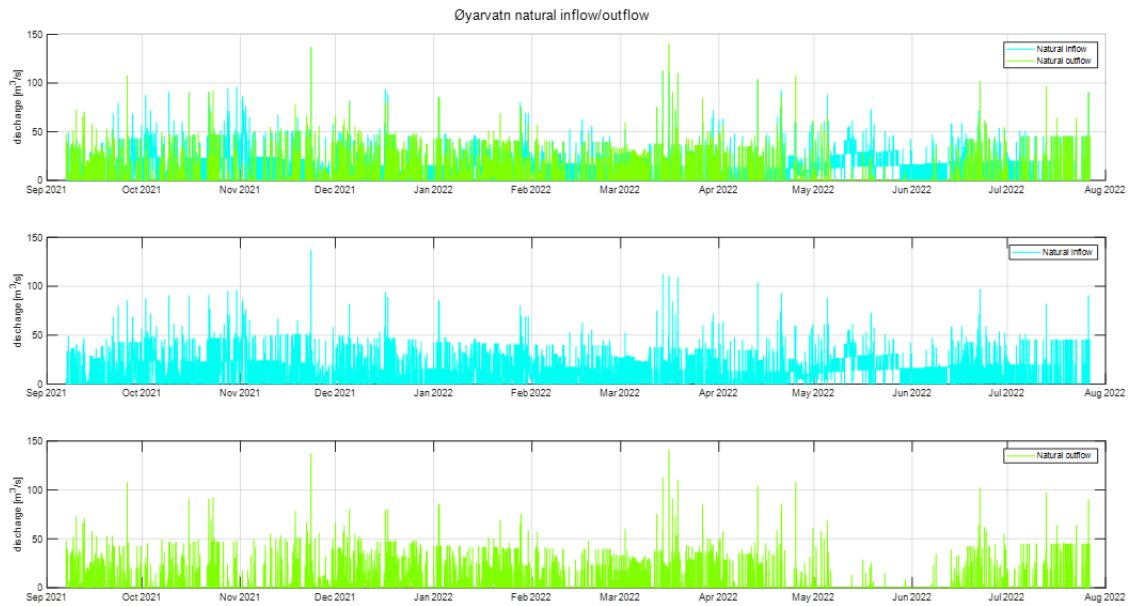 Øyarvatn natural inflow/outflow
150
100
50
0
discharge [m³/s]
Natural Inflow
Natural outflow
Sep 2021 Oct 2021 Nov 2021 Dec 2021 Jan 2022 Feb 2022 Mar 2022 Apr 2022 May 2022 Jun 2022 Jul 2022 Aug 2022
150
100
50
0
discharge [m³/s]
Natural Inflow
Sep 2021 Oct 2021 Nov 2021 Dec 2021 Jan 2022 Feb 2022 Mar 2022 Apr 2022 May 2022 Jun 2022 Jul 2022 Aug 2022
150
100
50
0
discharge [m³/s]
Natural outflow
Sep 2021 Oct 2021 Nov 2021 Dec 2021 Jan 2022 Feb 2022 Mar 2022 Apr 2022 May 2022 Jun 2022 Jul 2022 Aug 2022